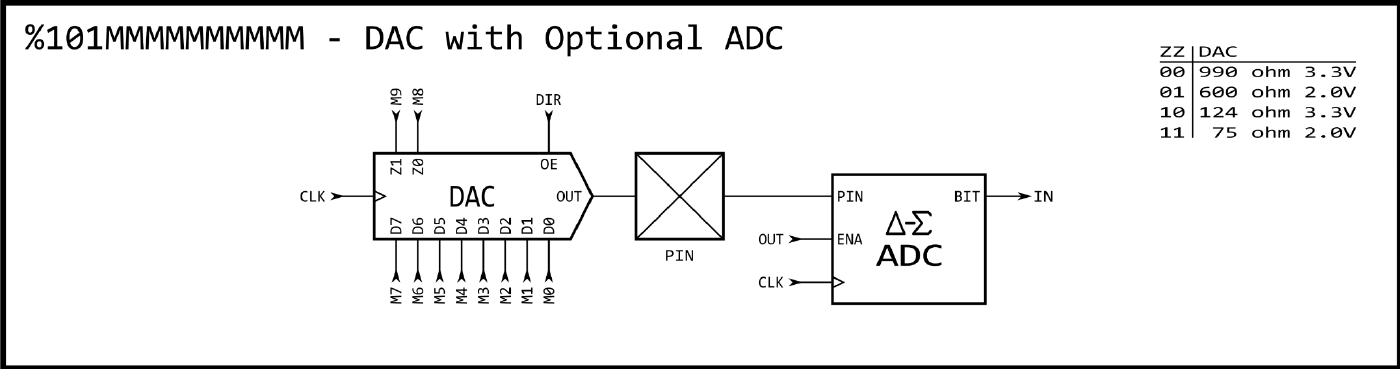 %101MMMMMMMMMM - DAC with Optional ADC
ZZ DAC
00 990 ohm 3.3V
01 600 ohm 2.0V
10 124 ohm 3.3V
11 75 ohm 2.0V
M9 M8 DIR
Z1 Z0 OE
CLK DAC OUT
D7 D6 D5 D4 D3 D2 D1 D0
M7 M6 M5 M4 M3 M2 M1 M0
PIN
PIN BIT IN
OUT ENA
Δ-Σ
ADC
CLK